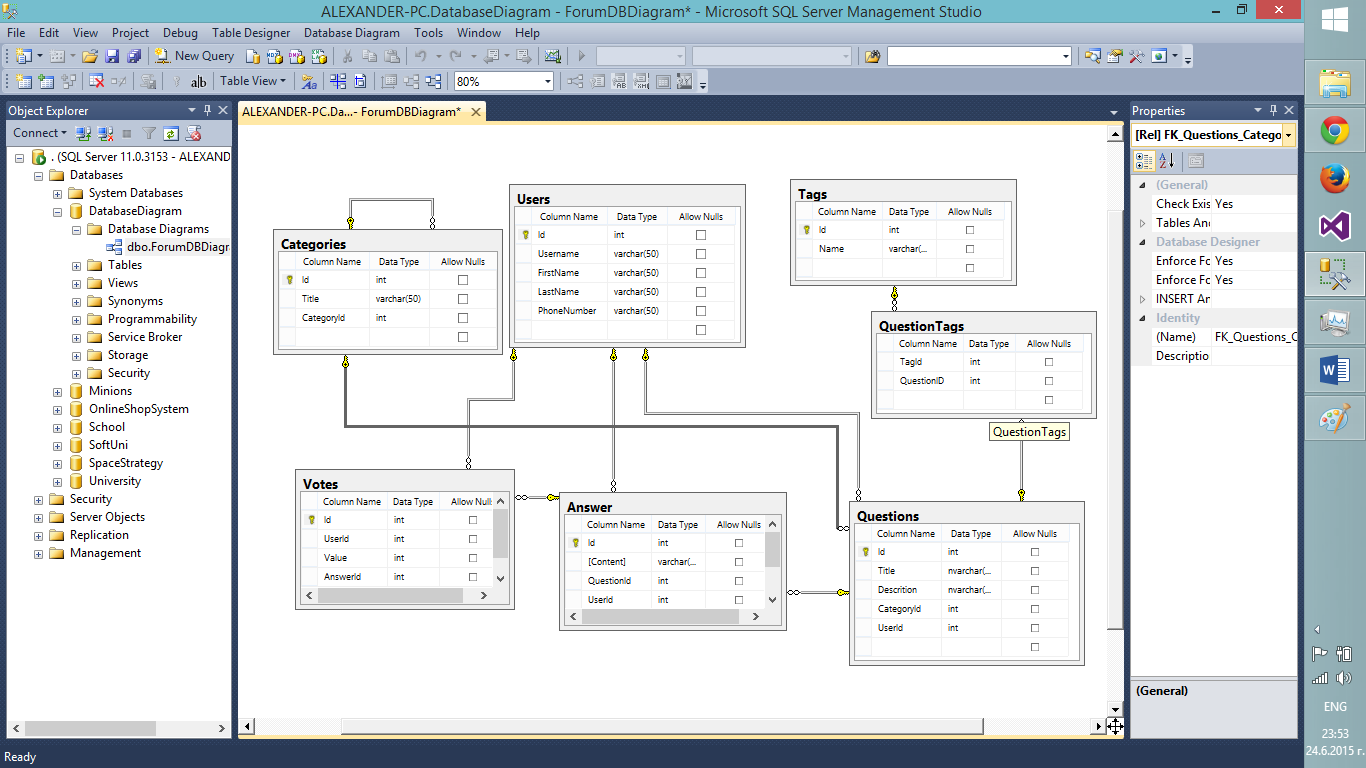 ALEXANDER-PC.DatabaseDiagram - ForumDBDiagram* - Microsoft SQL Server Management Studio
File Edit View Project Debug Table Designer Database Diagram Tools Window Help
New Query
ab Table View 80%
Object Explorer
Connect
. (SQL Server 11.0.3153 - ALEXAND
Databases
System Databases
DatabaseDiagram
Database Diagrams
dbo.ForumDBDiagr
Tables
Views
Synonyms
Programmability
Service Broker
Storage
Security
Minions
OnlineShopSystem
School
SoftUni
SpaceStrategy
University
Security
Server Objects
Replication
Management
ALEXANDER-PC.Da...- ForumDBDiagram*
Categories
Column Name Data Type Allow Nulls
Id int
Title varchar(50)
CategoryId int
Users
Column Name Data Type Allow Nulls
Id int
Username varchar(50)
FirstName varchar(50)
LastName varchar(50)
PhoneNumber varchar(50)
Tags
Column Name Data Type Allow Nulls
Id int
Name varchar(...
QuestionTags
Column Name Data Type Allow Nulls
TagId int
QuestionID int
QuestionTags
Votes
Column Name Data Type Allow Null
Id int
UserId int
Value int
AnswerId int
Answer
Column Name Data Type Allow Nulls
Id int
[Content] varchar(...
QuestionId int
UserId int
Questions
Column Name Data Type Allow Nulls
Id int
Title nvarchar(...
Descrition nvarchar(...
CategoryId int
UserId int
Properties
[Rel] FK_Questions_Catego
(General)
Check Exis Yes
Tables And
Database Designer
Enforce Fo Yes
Enforce Fo Yes
INSERT An
Identity
(Name) FK_Questions_C
Descriptio
(General)
Ready
ENG
23:53
24.6.2015 г.